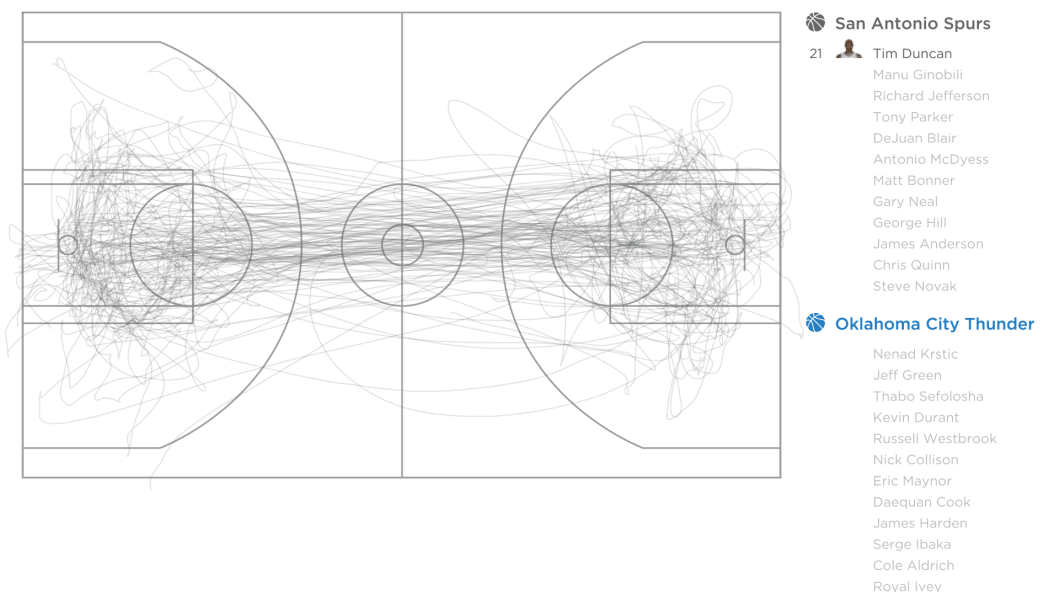 San Antonio Spurs
21 Tim Duncan
Manu Ginobili
Richard Jefferson
Tony Parker
DeJuan Blair
Antonio McDyess
Matt Bonner
Gary Neal
George Hill
James Anderson
Chris Quinn
Steve Novak
Oklahoma City Thunder
Nenad Krstic
Jeff Green
Thabo Sefolosha
Kevin Durant
Russell Westbrook
Nick Collison
Eric Maynor
Daequan Cook
James Harden
Serge Ibaka
Cole Aldrich
Royal Ivey